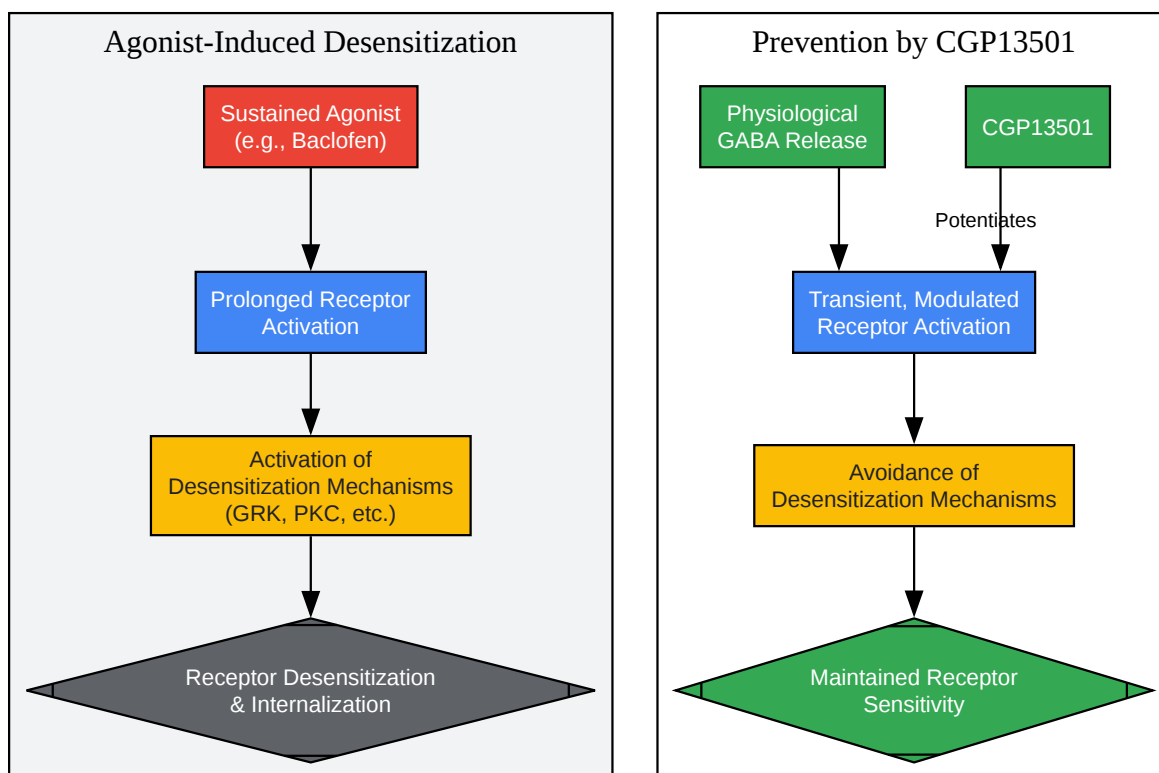 Agonist-Induced Desensitization
Sustained Agonist
(e.g., Baclofen)
Prolonged Receptor
Activation
Activation of
Desensitization Mechanisms
(GRK, PKC, etc.)
Receptor Desensitization
& Internalization
Prevention by CGP13501
Physiological
GABA Release
CGP13501
Potentiates
Transient, Modulated
Receptor Activation
Avoidance of
Desensitization Mechanisms
Maintained Receptor
Sensitivity